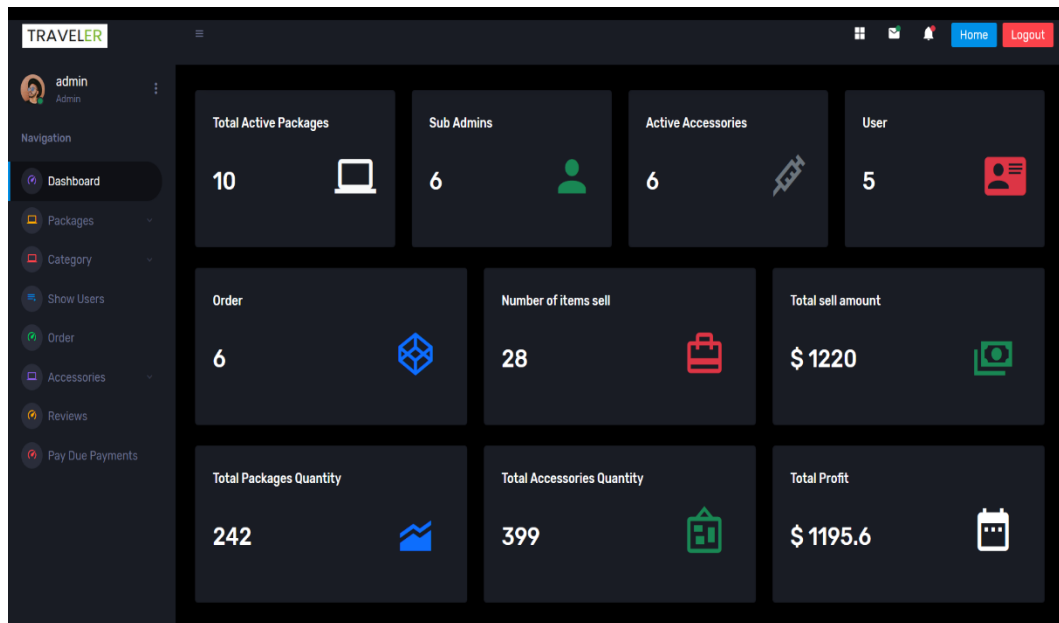 TRAVELER
Home
Logout
admin
Admin
Navigation
Dashboard
Packages
Category
Show Users
Order
Accessories
Reviews
Pay Due Payments
Total Active Packages
10
Sub Admins
6
Active Accessories
6
User
5
Order
6
Number of items sell
28
Total sell amount
$ 1220
Total Packages Quantity
242
Total Accessories Quantity
399
Total Profit
$ 1195.6